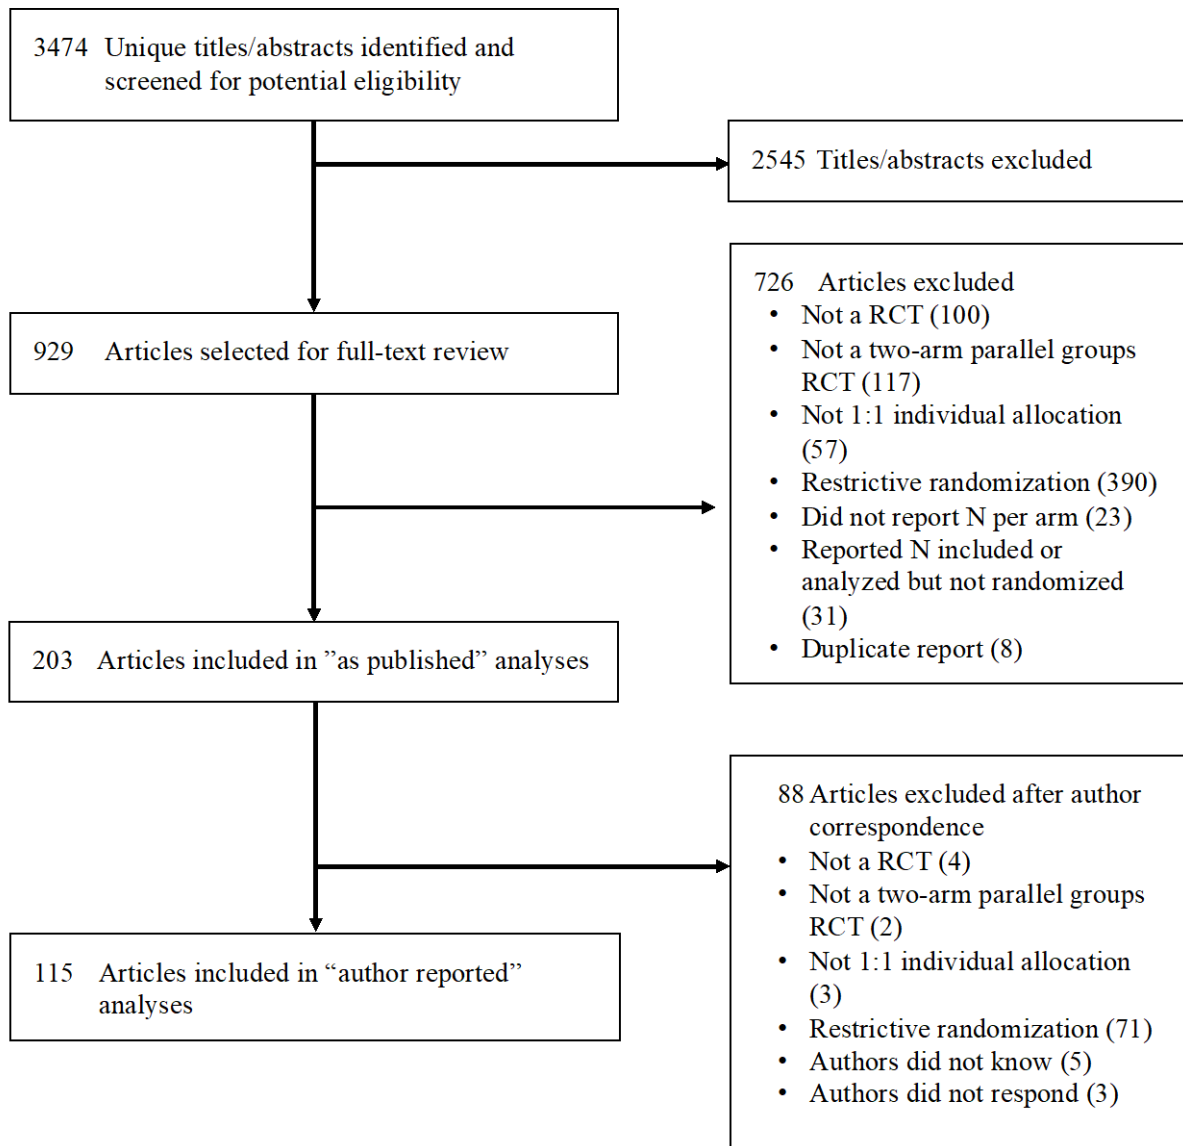 3474 Unique titles/abstracts identified and
screened for potential eligibility
2545 Titles/abstracts excluded
726 Articles excluded
• Not a RCT (100)
• Not a two-arm parallel groups
RCT (117)
• Not 1:1 individual allocation
(57)
• Restrictive randomization (390)
• Did not report N per arm (23)
• Reported N included or
analyzed but not randomized
(31)
• Duplicate report (8)
929 Articles selected for full-text review
203 Articles included in ”as published” analyses
88 Articles excluded after author
correspondence
• Not a RCT (4)
• Not a two-arm parallel groups
RCT (2)
• Not 1:1 individual allocation
(3)
• Restrictive randomization (71)
• Authors did not know (5)
• Authors did not respond (3)
115 Articles included in “author reported”
analyses